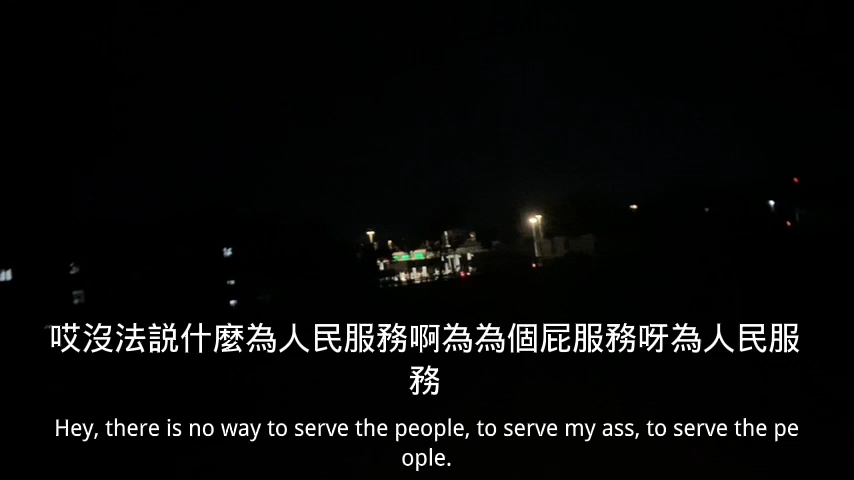 哎沒法説什麼為人民服務啊為為個屁服務呀為人民服
務
Hey, there is no way to serve the people, to serve my ass, to serve the pe
ople.